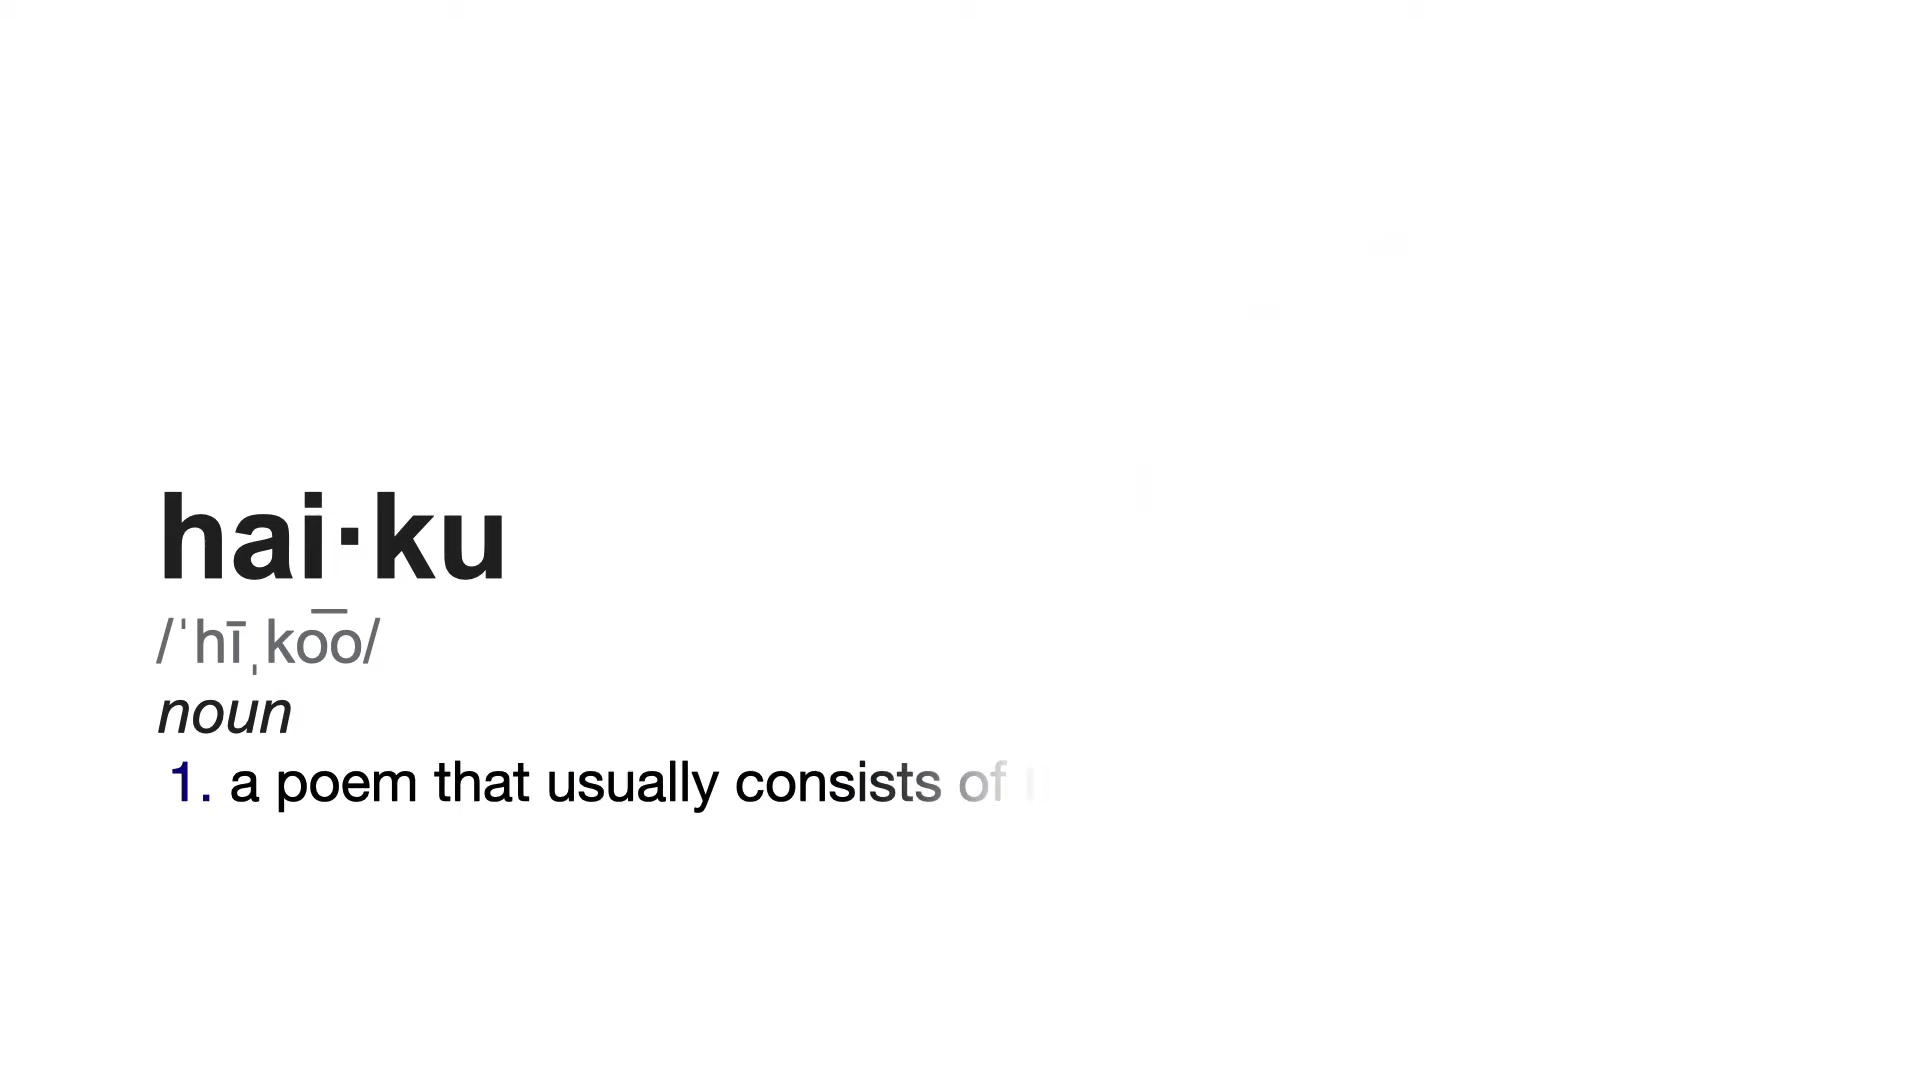 hai·ku
/ˈhīˌko͞o/
noun
1. a poem that usually consists of